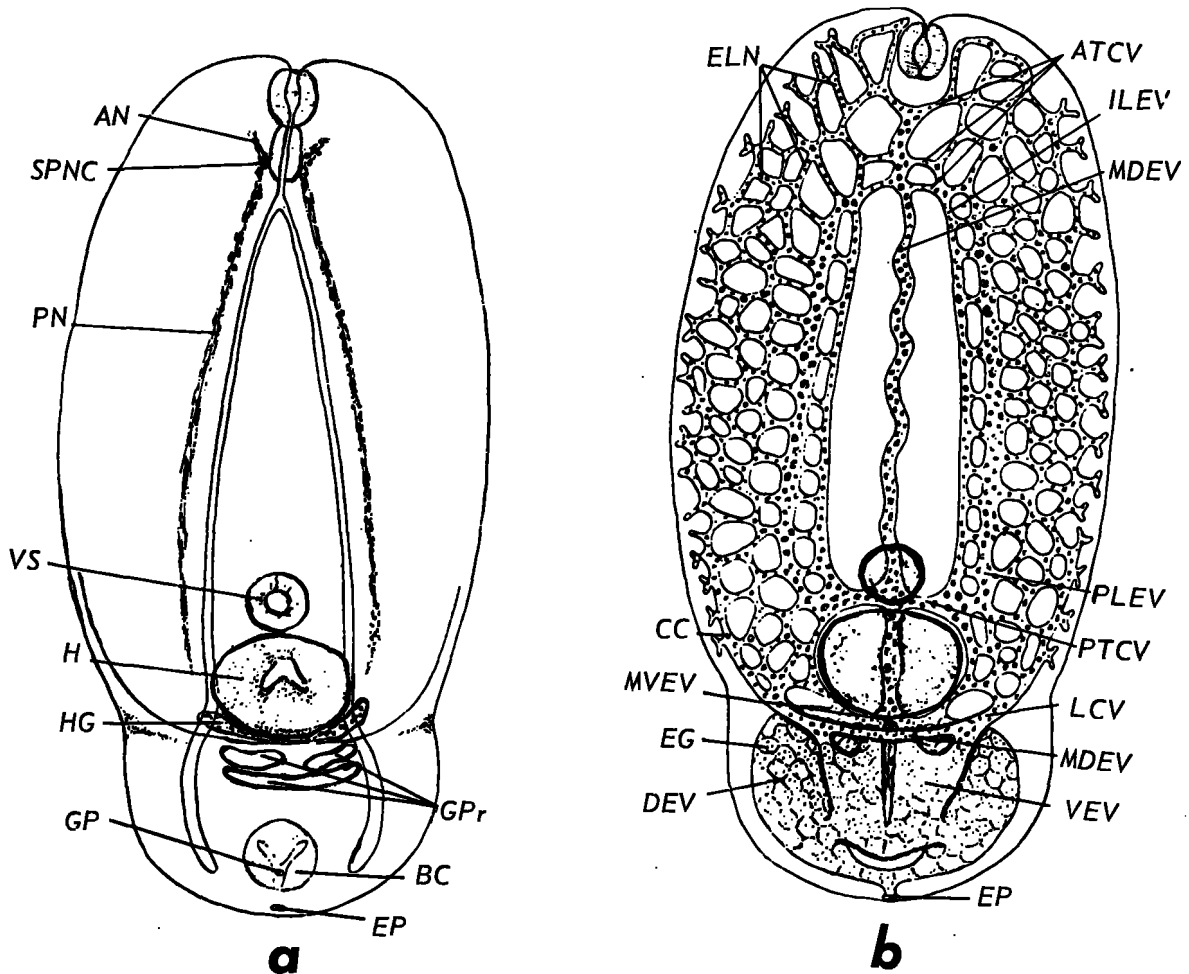 AN
SPNC
PN
VS
H
HG
GP
GPr
BC
EP
a
ELN
ATCV
ILEV
MDEV
PLEV
CC
PTCV
MVEV
LCV
EG
MDEV
DEV
VEV
EP
b